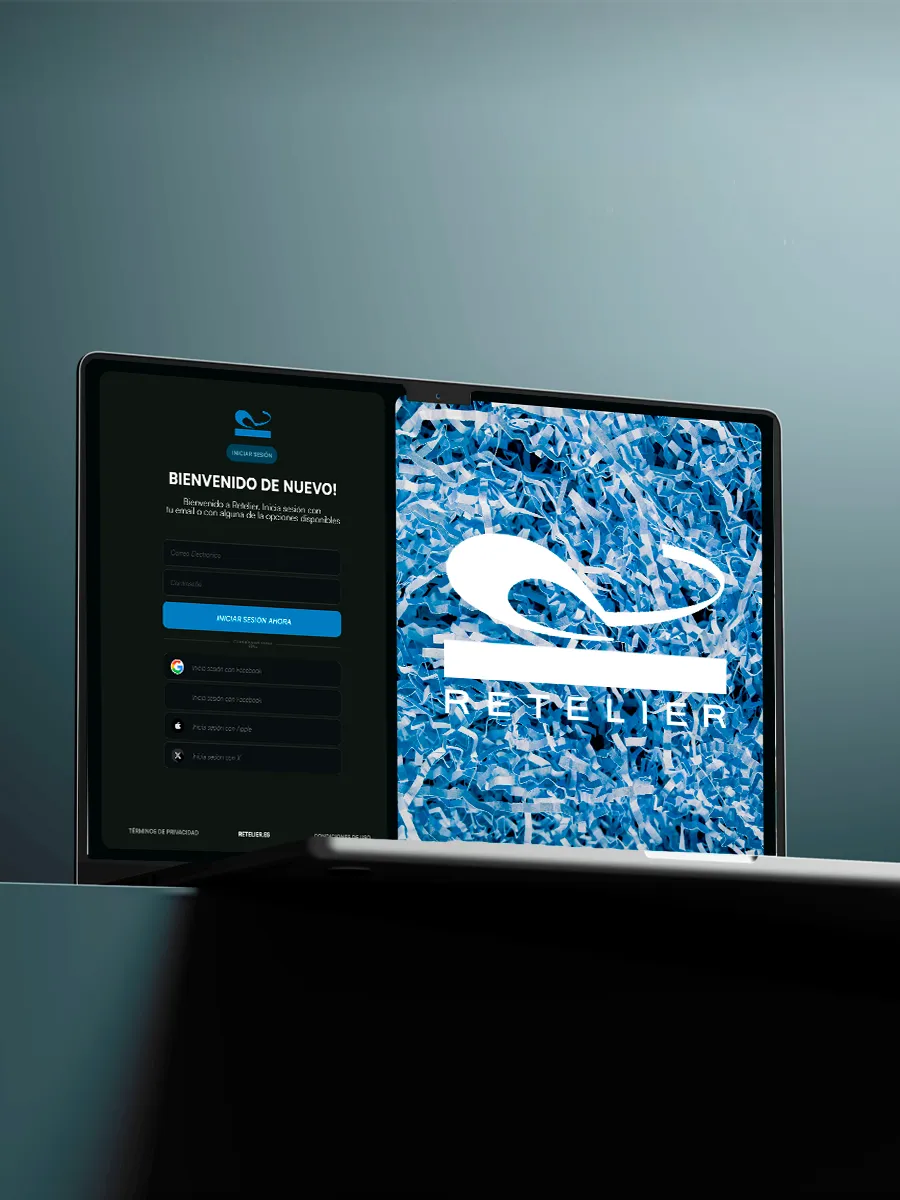 INICIAR SESIÓN
BIENVENIDO DE NUEVO!
Bienvenido a Retelier. Inicia sesión con
tu email o con alguna de la opciones disponibles
Correo Electronico
Contraseña
INICIAR SESIÓN AHORA
Inicia sesión con Facebook
Inicia sesión con Facebook
Inicia sesión con Apple
Inicia sesión con X
TÉRMINOS DE PRIVACIDAD
RETELIER.ES
CONDICIONES DE USO
RETELIER